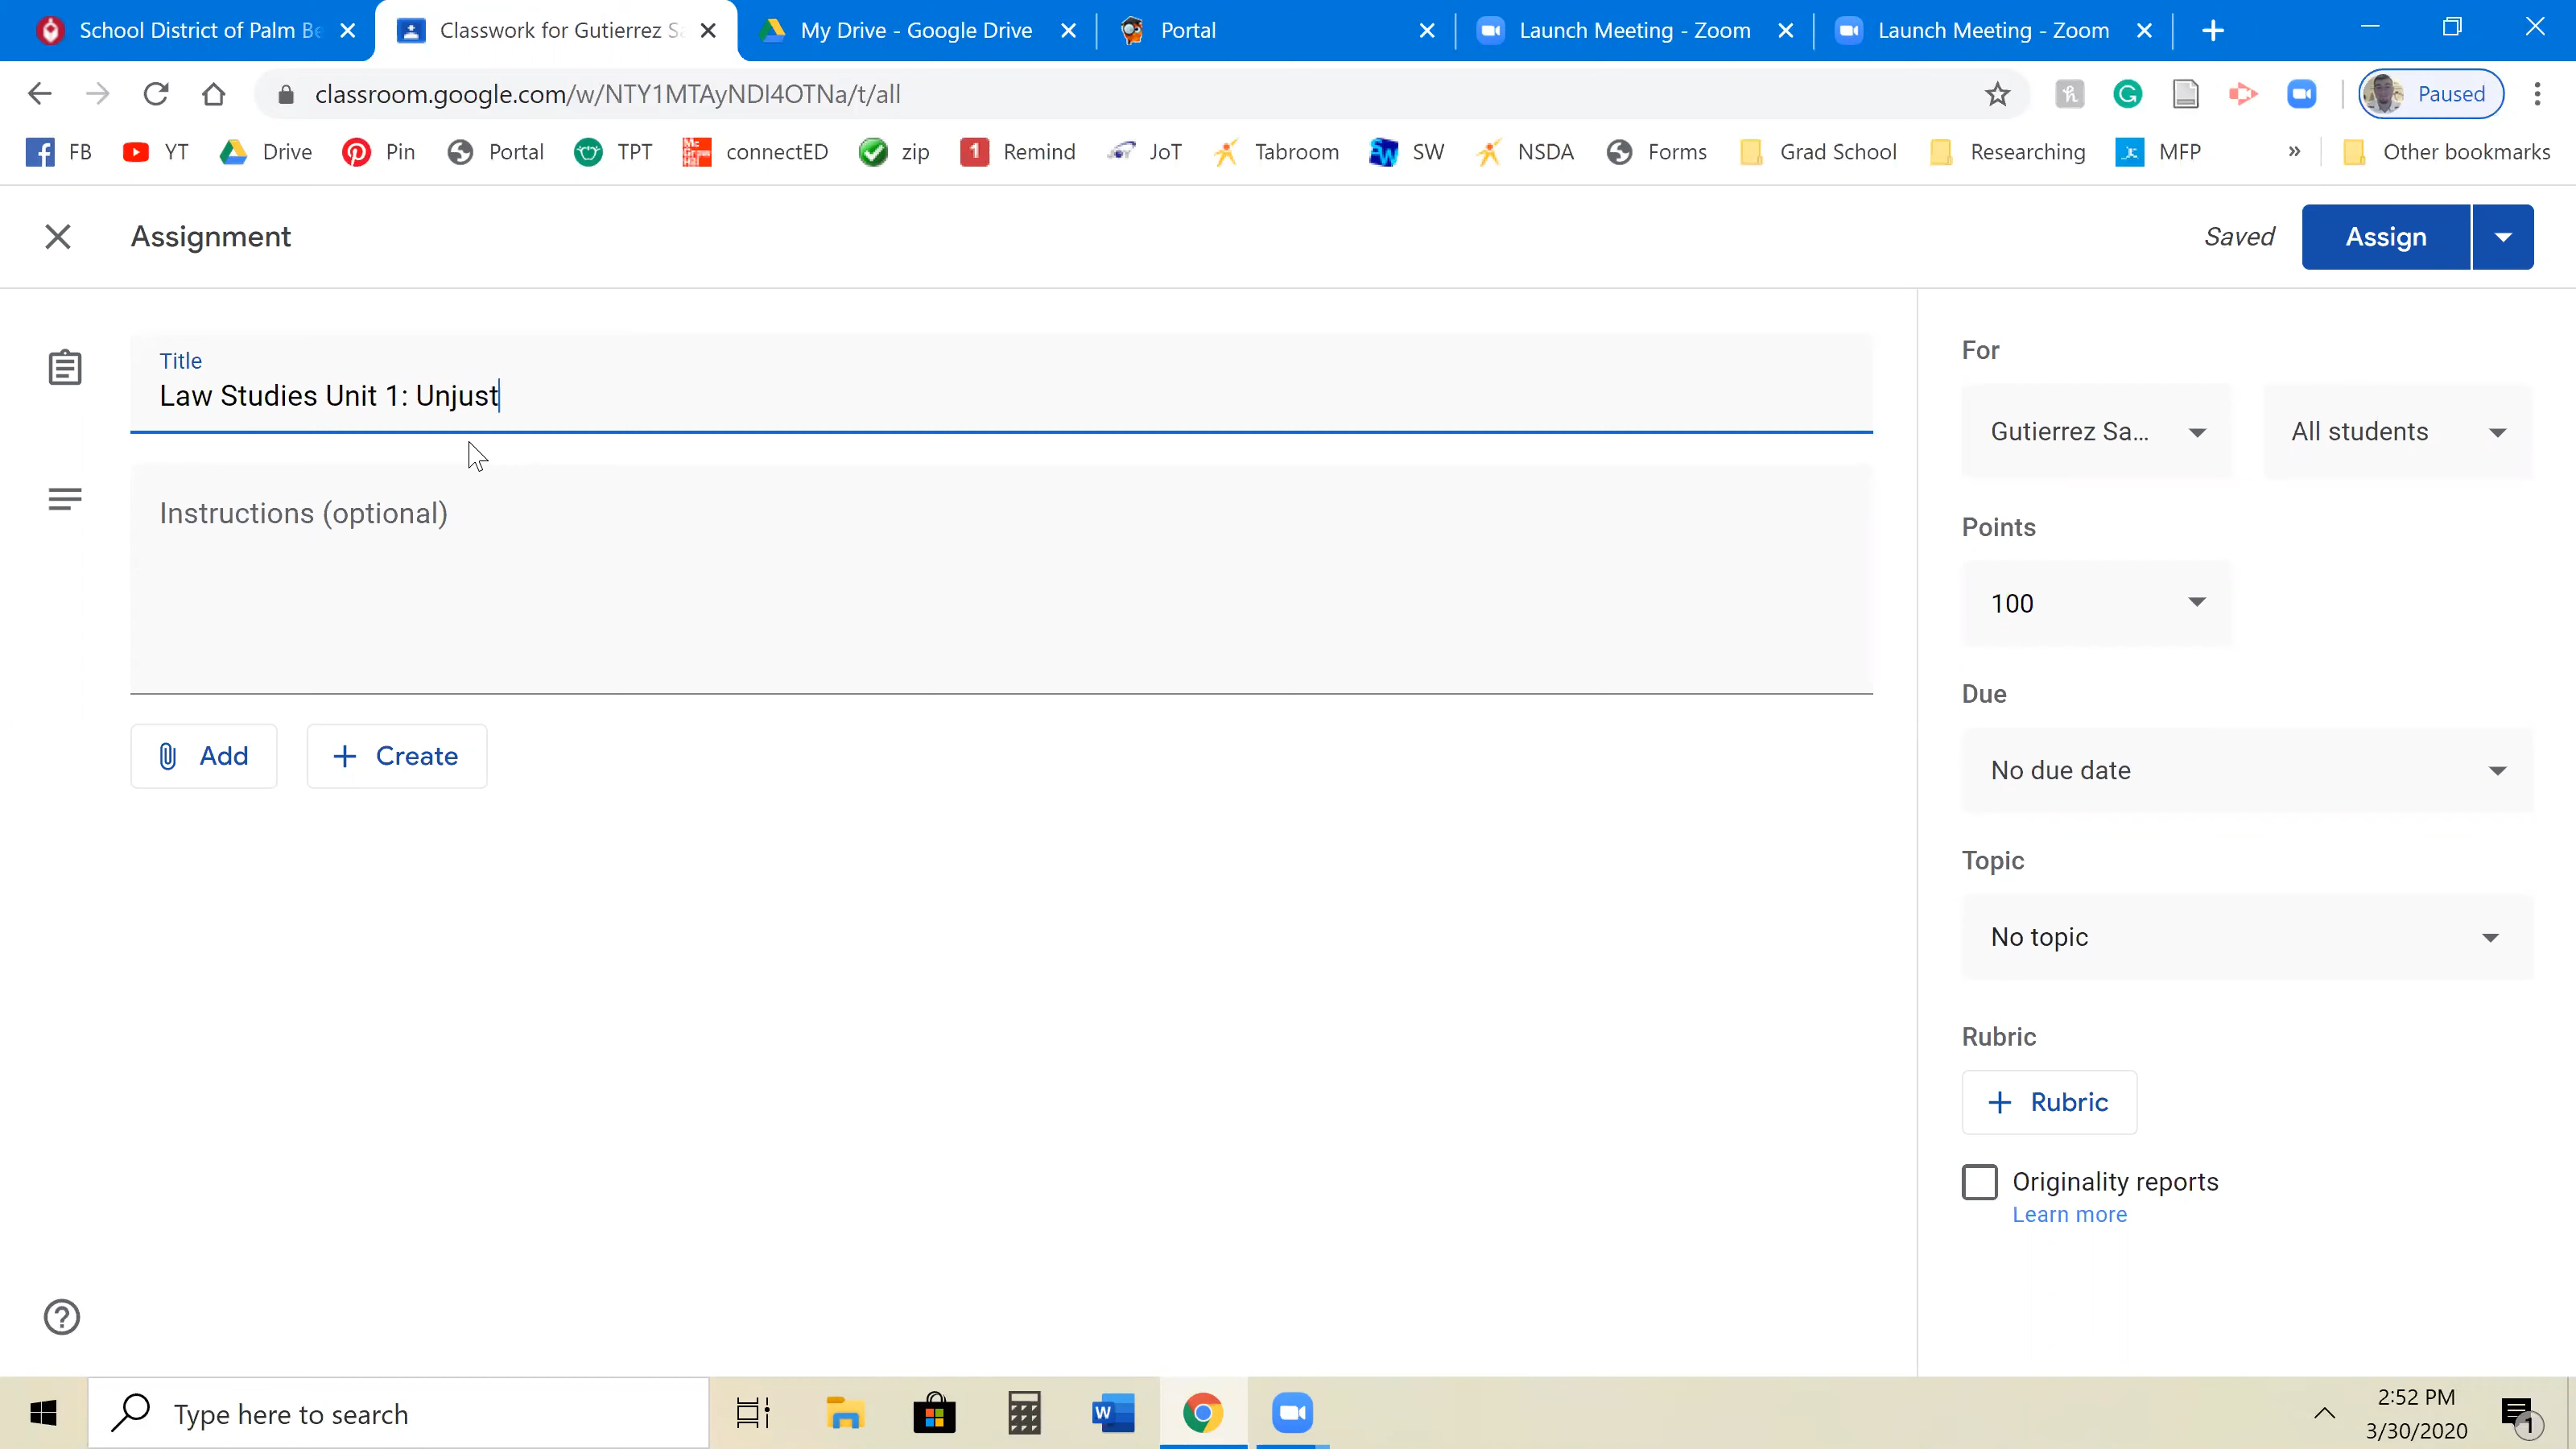 School District of Palm Be
Classwork for Gutierrez Sa
My Drive - Google Drive
Portal
Launch Meeting - Zoom
Launch Meeting - Zoom
classroom.google.com/w/NTY1MTAyNDI4OTNa/t/all
Paused
FB
YT
Drive
Pin
Portal
TPT
connectED
zip
1
Remind
JoT
Tabroom
SW
NSDA
Forms
Grad School
Researching
MFP
»
Other bookmarks
Assignment
Saved
Assign
Title
Law Studies Unit 1: Unjust
Instructions (optional)
Add
Create
For
Gutierrez Sa...
All students
Points
100
Due
No due date
Topic
No topic
Rubric
Rubric
Originality reports
Learn more
Type here to search
2:52 PM
3/30/2020
1